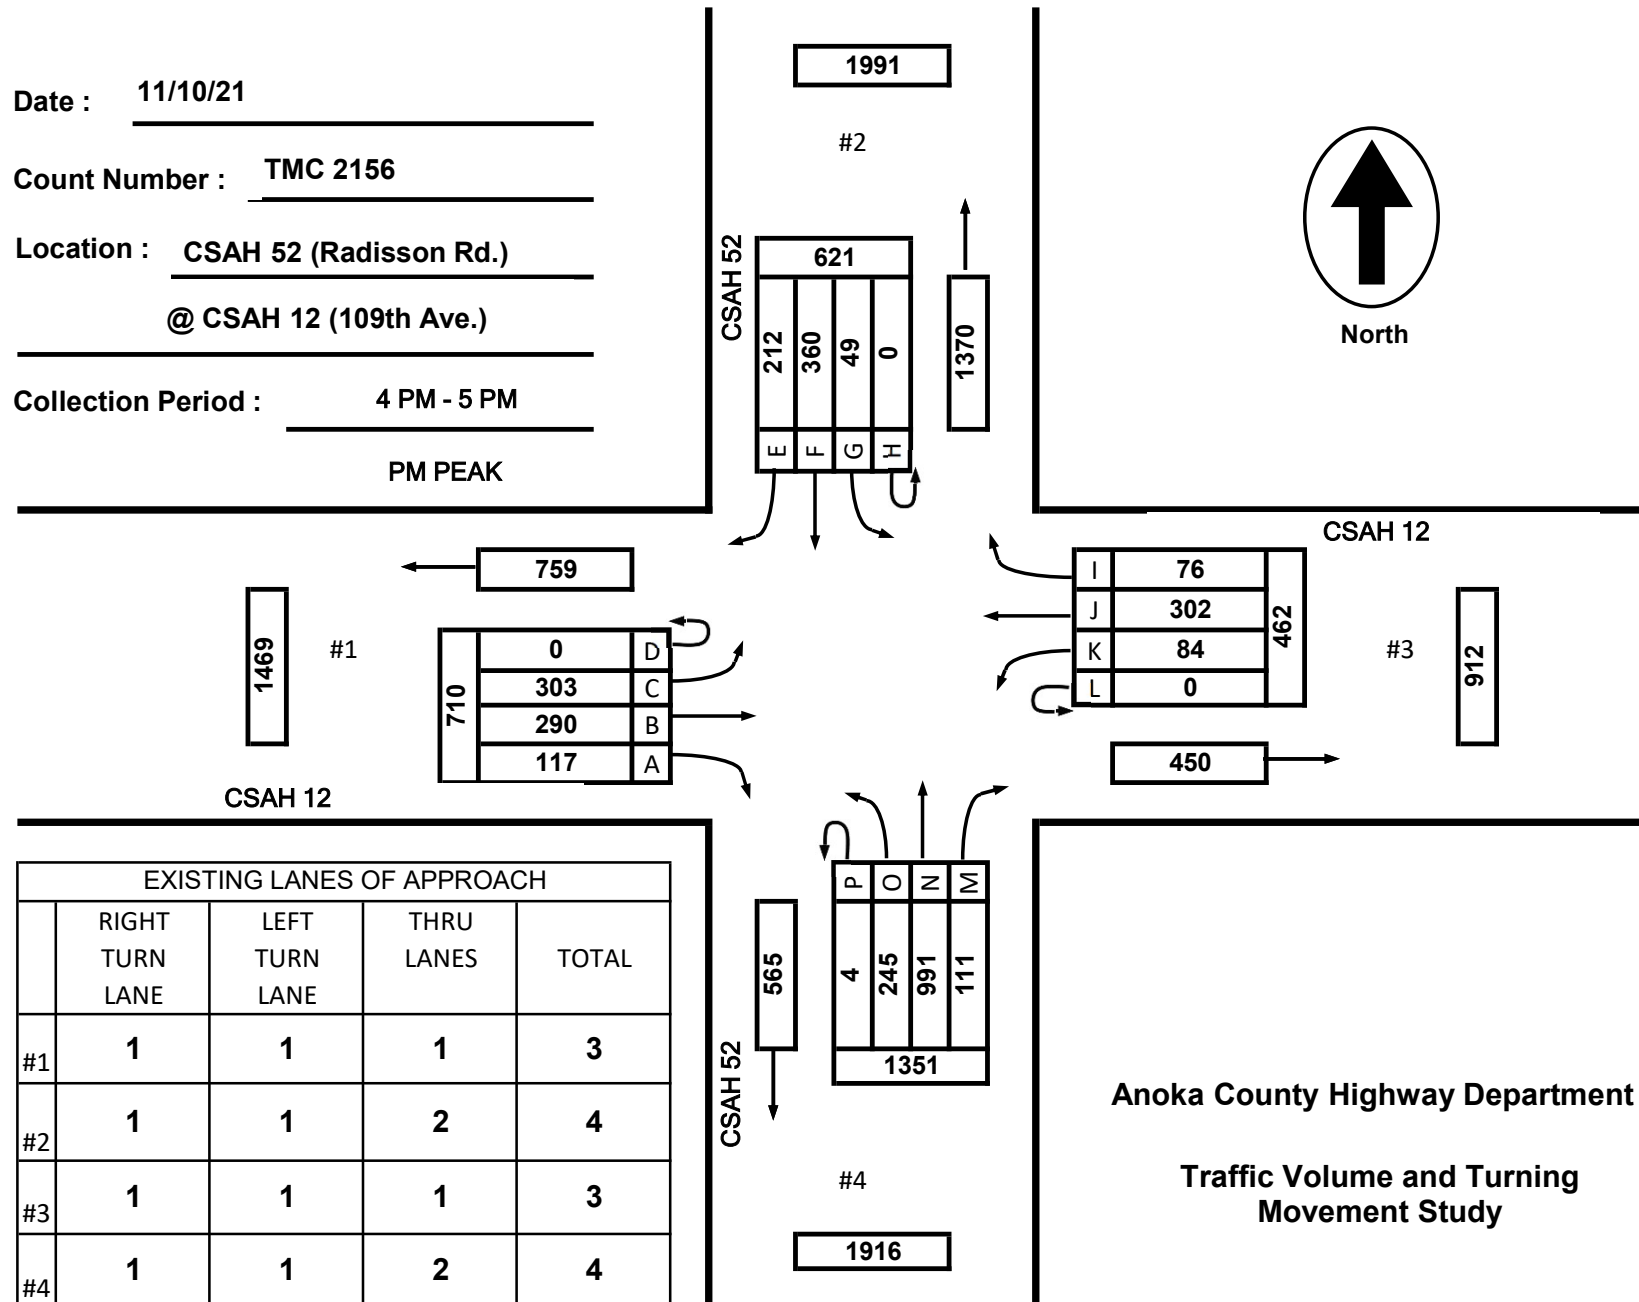 Date : 11/10/21
Count Number : TMC 2156
Location : CSAH 52 (Radisson Rd.)
@ CSAH 12 (109th Ave.)
Collection Period : 4 PM - 5 PM
PM PEAK
1991
#2
CSAH 52
621
212 360 49 0
E F G H
1370
North
759
1469
#1
710
0 D
303 C
290 B
117 A
CSAH 12
CSAH 12
I 76
J 302
K 84
L 0
462
#3
912
450
P O N M
4 245 991 111
1351
565
CSAH 52
#4
1916
EXISTING LANES OF APPROACH
RIGHT TURN LANE LEFT TURN LANE THRU LANES TOTAL
#1 1 1 1 3
#2 1 1 2 4
#3 1 1 1 3
#4 1 1 2 4
Anoka County Highway Department
Traffic Volume and Turning
Movement Study